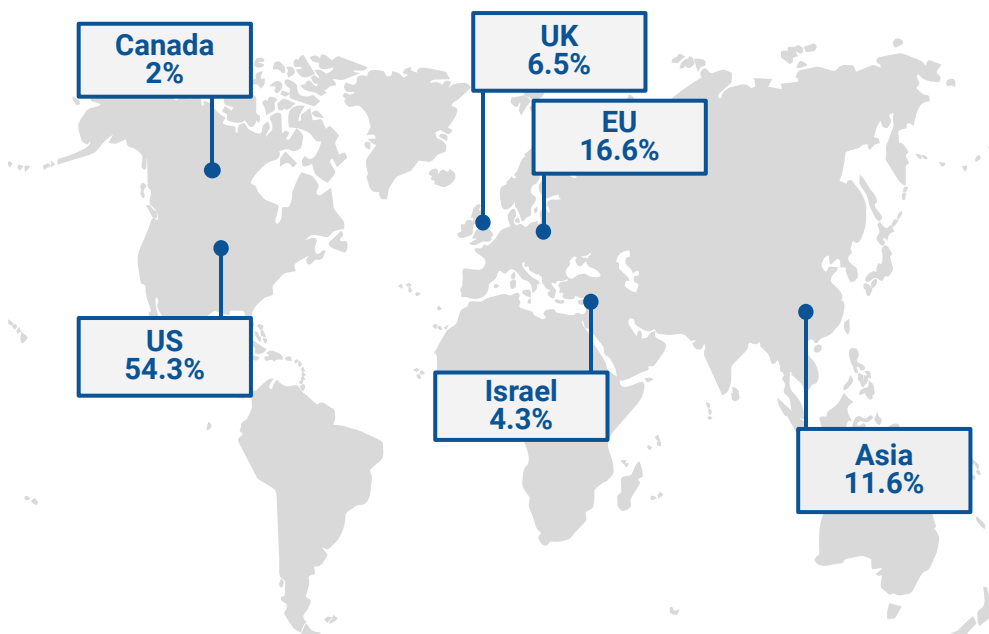 Canada
2%
UK
6.5%
EU
16.6%
US
54.3%
Israel
4.3%
Asia
11.6%